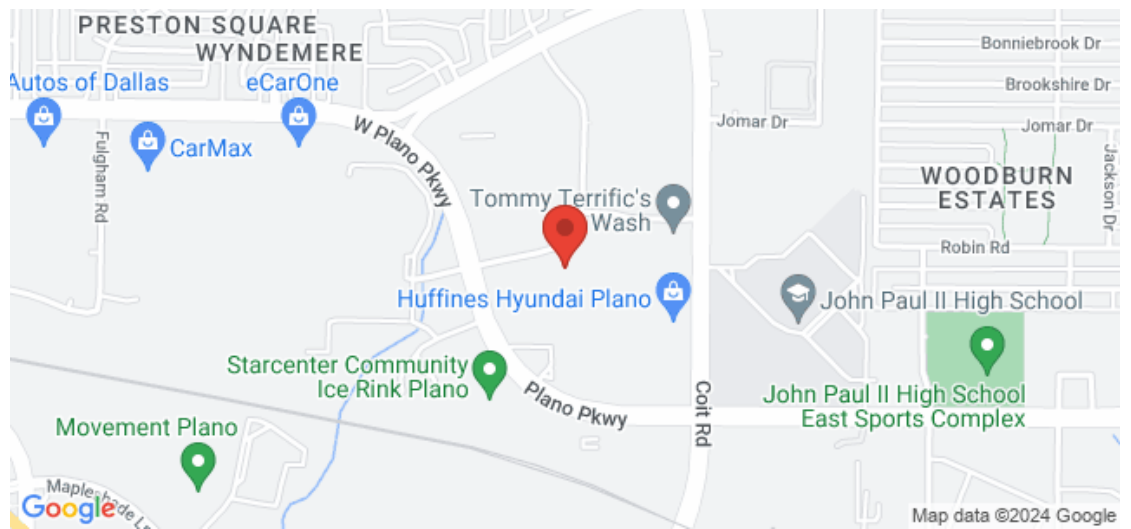 PRESTON SQUARE
WYNDEMERE
Autos of Dallas
eCarOne
CarMax
Fulgham Rd
W Plano Pkwy
Bonniebrook Dr
Brookshire Dr
Jomar Dr
Jomar Dr
Jackson Dr
WOODBURN
ESTATES
Robin Rd
Tommy Terrific's
Wash
Huffines Hyundai Plano
John Paul II High School
Starcenter Community
Ice Rink Plano
Plano Pkwy
Coit Rd
John Paul II High School
East Sports Complex
Movement Plano
Mapleshade Ln
Google
Map data ©2024 Google